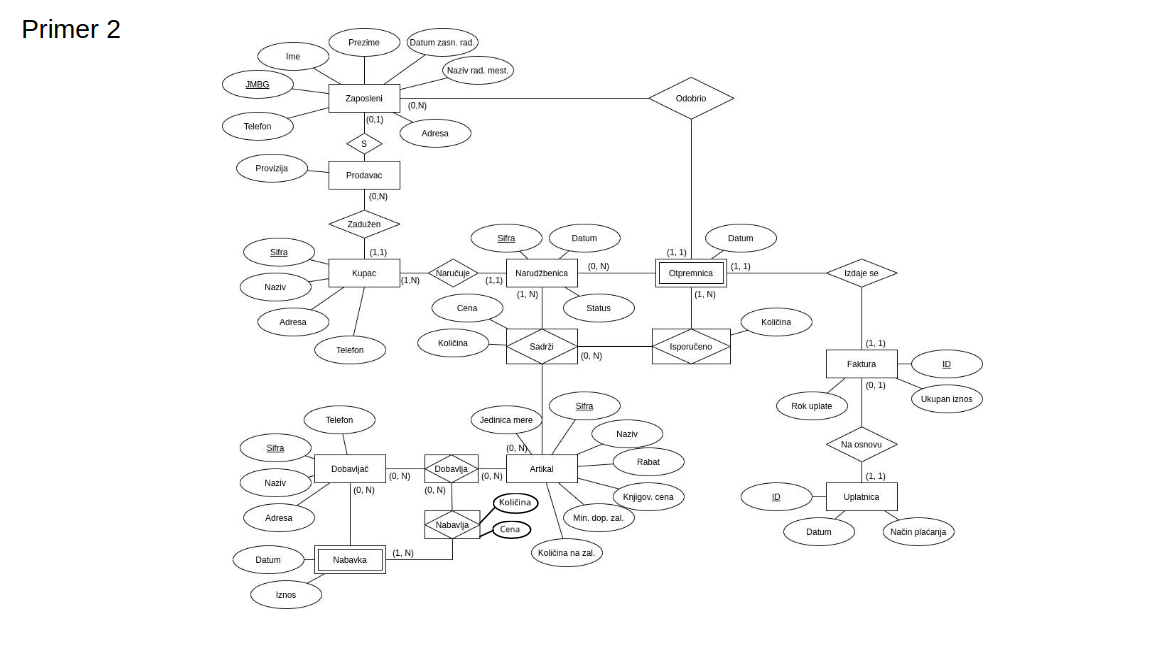 Primer 2
Prezime
Datum zasn. rad.
Ime
Naziv rad. mest.
JMBG
Zaposleni
(0,N)
Odobrio
(0,1)
Telefon
Adresa
S
Provizija
Prodavac
(0,N)
Zadužen
Sifra
Datum
Datum
Sifra
(1,1)
(1, 1)
Kupac
(1,N)
Naručuje
(1,1)
Narudžbenica
(0, N)
Otpremnica
(1, 1)
Izdaje se
Naziv
(1, N)
(1, N)
Cena
Status
Adresa
Količina
Količina
Sadrži
(0, N)
Isporučeno
(1, 1)
Telefon
Faktura
ID
(0, 1)
Ukupan iznos
Rok uplate
Telefon
Jedinica mere
Sifra
Naziv
Sifra
(0, N)
Na osnovu
Rabat
Dobavljač
(0, N)
Dobavlja
(0, N)
Artikal
(1, 1)
Naziv
(0, N)
(0, N)
Knjigov. cena
ID
Uplatnica
Količina
Adresa
Min. dop. zal.
Nabavlja
Cena
Datum
Način plaćanja
Količina na zal.
Datum
Nabavka
(1, N)
Iznos